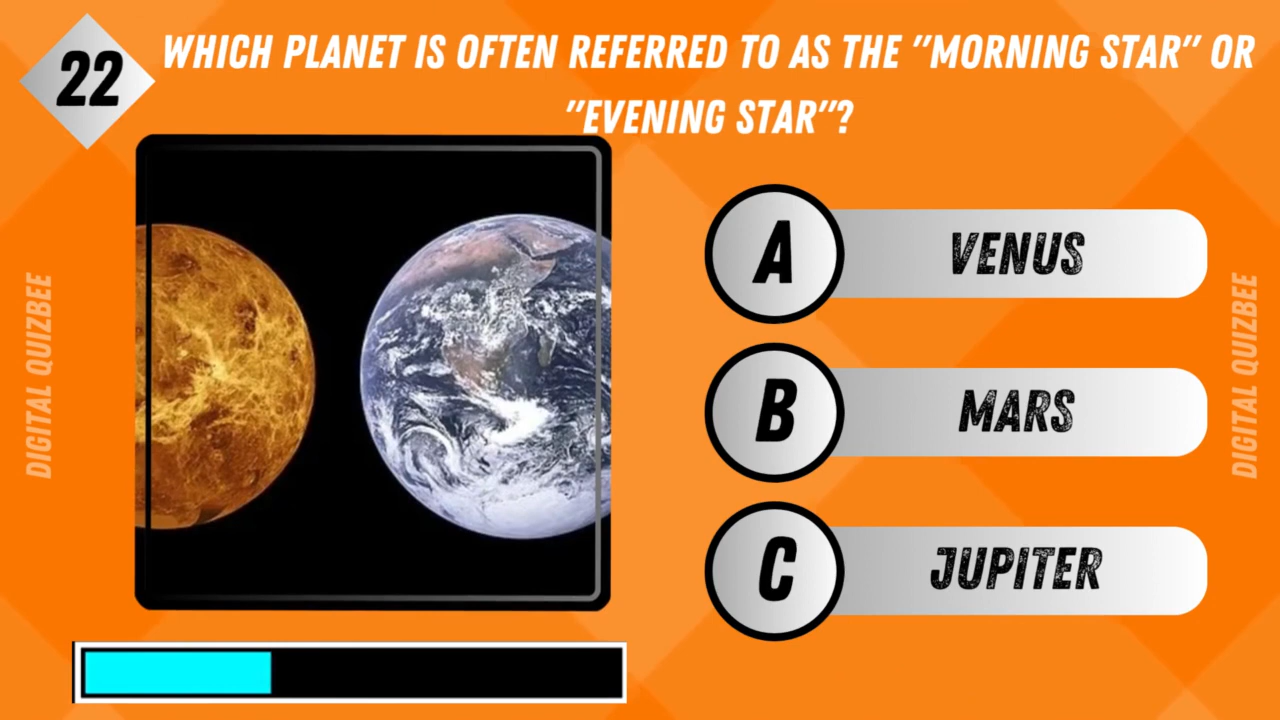 22
WHICH PLANET IS OFTEN REFERRED TO AS THE "MORNING STAR" OR
"EVENING STAR"?
A
VENUS
B
MARS
C
JUPITER
DIGITAL QUIZBEE
DIGITAL QUIZBEE